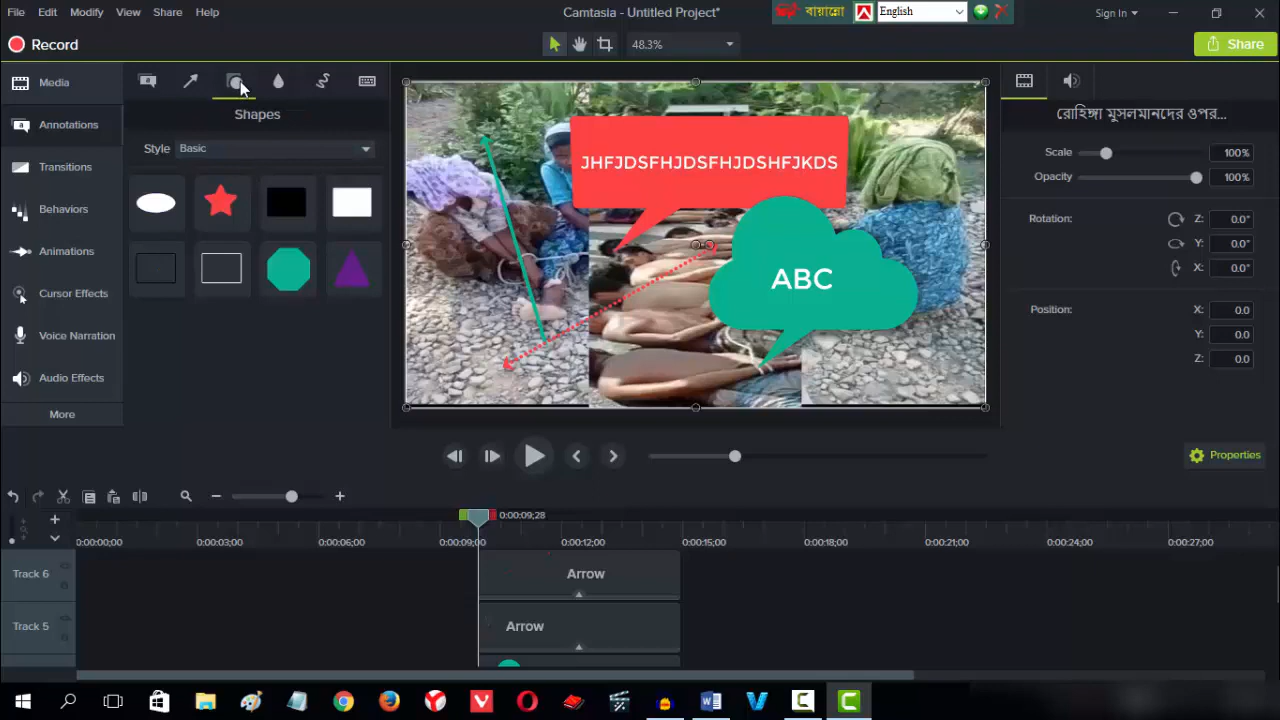 File Edit Modify View Share Help
Camtasia - Untitled Project*
বায়ান্নো
English
Sign In
Record
48.3%
Share
Media
Annotations
Transitions
Behaviors
Animations
Cursor Effects
Voice Narration
Audio Effects
More
Shapes
Style Basic
JHFJDSFHJDSFHJDSHFJKDS
ABC
রোহিঙ্গা মুসলমানদের ওপর...
Scale 100%
Opacity 100%
Rotation: Z: 0.0°
Y: 0.0°
X: 0.0°
Position: X: 0.0
Y: 0.0
Z: 0.0
Properties
0:00:09;28
0:00:00;00 0:00:03;00 0:00:06;00 0:00:09;00 0:00:12;00 0:00:15;00 0:00:18;00 0:00:21;00 0:00:24;00 0:00:27;00
Track 6 Arrow
Track 5 Arrow